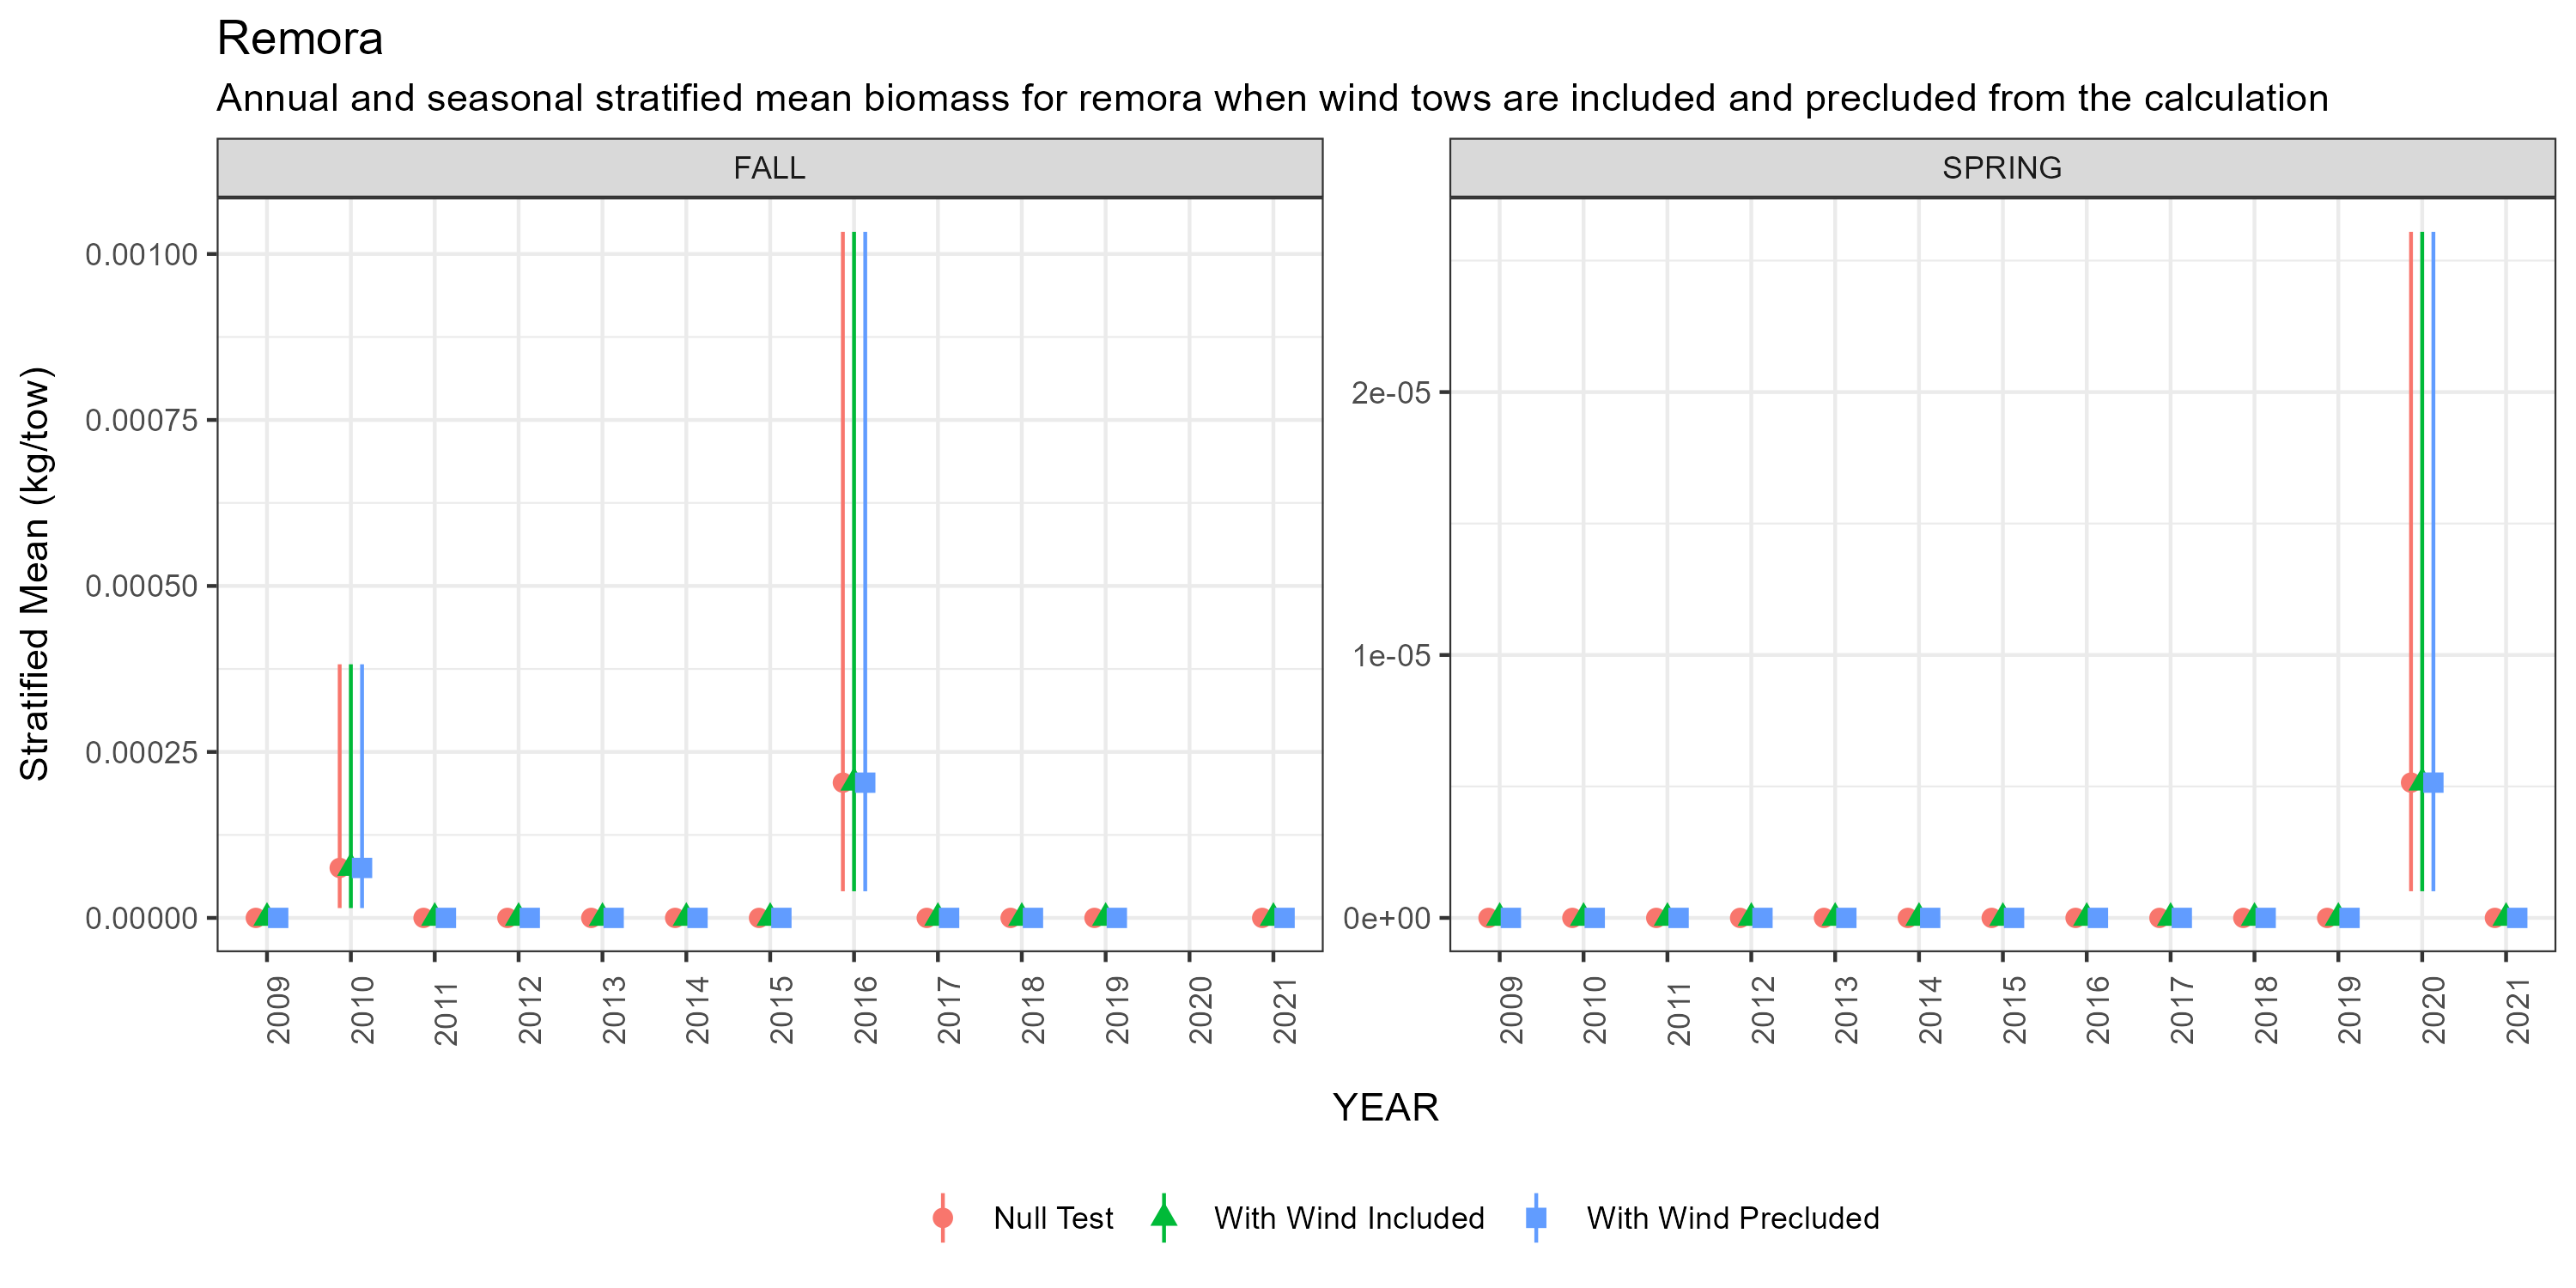 Remora
Annual and seasonal stratified mean biomass for remora when wind tows are included and precluded from the calculation
FALL
SPRING
Stratified Mean (kg/tow)
0.00100
0.00075
0.00050
0.00025
0.00000
2e-05
1e-05
0e+00
2009 2010 2011 2012 2013 2014 2015 2016 2017 2018 2019 2020 2021
2009 2010 2011 2012 2013 2014 2015 2016 2017 2018 2019 2020 2021
YEAR
Null Test With Wind Included With Wind Precluded